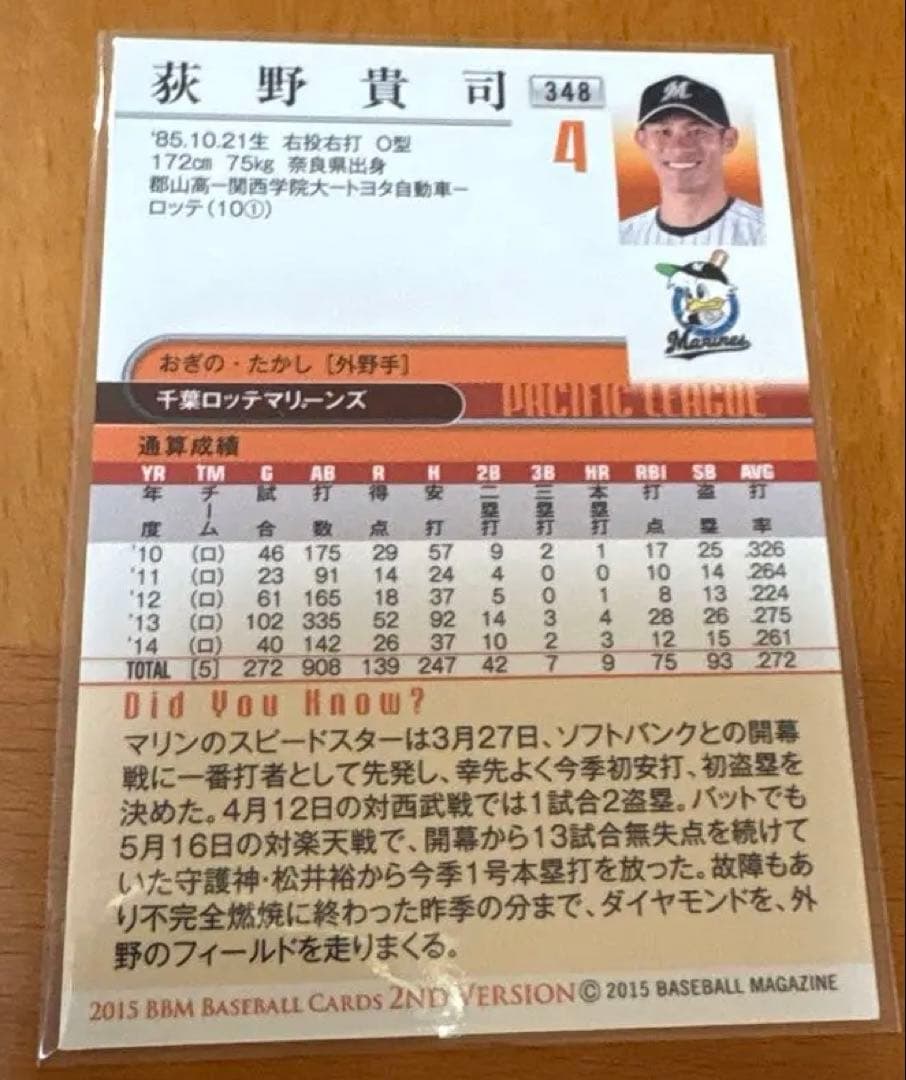 荻野貴司 348
4
'85.10.21生 右投右打 O型
172㎝ 75㎏ 奈良県出身
郡山高ー関西学院大ートヨタ自動車ー
ロッテ(10①)
M
Marines
おぎの・たかし [外野手]
千葉ロッテマリーンズ PACIFIC LEAGUE
通算成績
YR TM G AB R H 2B 3B HR RBI SB AVG
年度 チーム 試合 打数 得点 安打 二塁打 三塁打 本塁打 打点 盗塁 打率
'10 (ロ) 46 175 29 57 9 2 1 17 25 .326
'11 (ロ) 23 91 14 24 4 0 0 10 14 .264
'12 (ロ) 61 165 18 37 5 0 1 8 13 .224
'13 (ロ) 102 335 52 92 14 3 4 28 26 .275
'14 (ロ) 40 142 26 37 10 2 3 12 15 .261
TOTAL [5] 272 908 139 247 42 7 9 75 93 .272
Did You Know?
マリンのスピードスターは3月27日、ソフトバンクとの開幕
戦に一番打者として先発し、幸先よく今季初安打、初盗塁を
決めた。4月12日の対西武戦では1試合2盗塁。バットでも
5月16日の対楽天戦で、開幕から13試合無失点を続けて
いた守護神・松井裕から今季1号本塁打を放った。故障もあ
り不完全燃焼に終わった昨季の分まで、ダイヤモンドを、外
野のフィールドを走りまくる。
2015 BBM BASEBALL CARDS 2ND VERSION © 2015 BASEBALL MAGAZINE